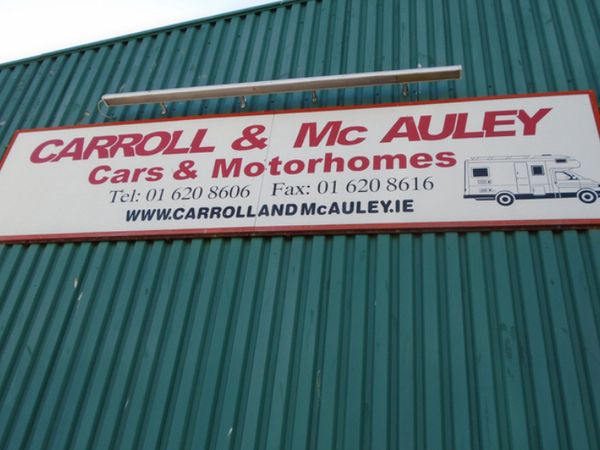 CARROLL & Mc AULEY
Cars & Motorhomes
Tel: 01 620 8606 Fax: 01 620 8616
WWW.CARROLLANDMcAULEY.IE